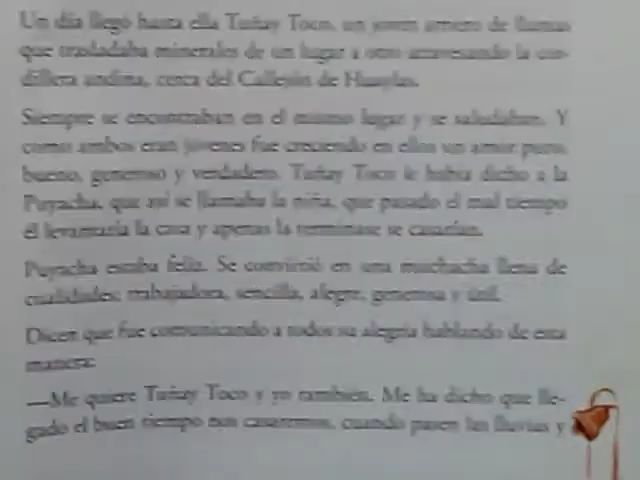 Un día llegó hasta ella Tuñay Toco, un joven arriero de llamas
que trasladaba minerales de un lugar a otro atravesando la cor-
dillera andina, cerca del Callejón de Huaylas.
Siempre se encontraban en el mismo lugar y se saludaban. Y
como ambos eran jóvenes fue creciendo en ellos un amor puro,
bueno, generoso y verdadero. Tuñay Toco le había dicho a la
Puyacha, que así se llamaba la niña, que pasado el mal tiempo
él levantaría la casa y apenas la terminase se casarían.
Puyacha estaba feliz. Se convirtió en una muchacha llena de
cualidades: trabajadora, sencilla, alegre, generosa y útil.
Dicen que fue comunicando a todos su alegría hablando de esta
manera:
—Me quiere Tuñay Toco y yo también. Me ha dicho que lle-
gado el buen tiempo nos casaremos, cuando pasen las lluvias y